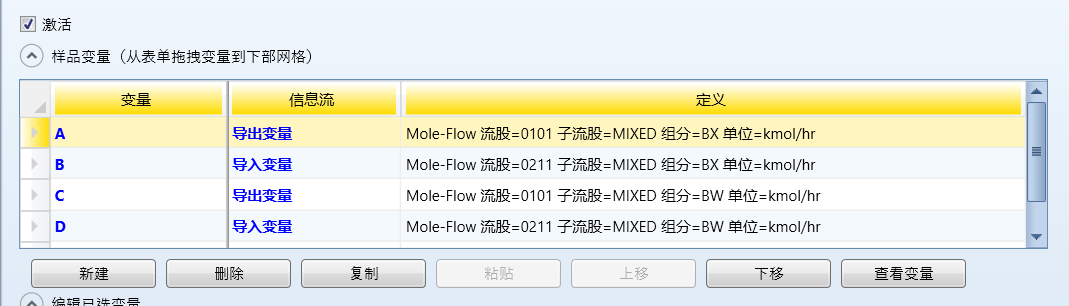 激活
样品变量（从表单拖拽变量到下部网格）
变量 信息流 定义
A 导出变量 Mole-Flow 流股=0101 子流股=MIXED 组分=BX 单位=kmol/hr
B 导入变量 Mole-Flow 流股=0211 子流股=MIXED 组分=BX 单位=kmol/hr
C 导出变量 Mole-Flow 流股=0101 子流股=MIXED 组分=BW 单位=kmol/hr
D 导入变量 Mole-Flow 流股=0211 子流股=MIXED 组分=BW 单位=kmol/hr
新建 删除 复制 粘贴 上移 下移 查看变量
编辑已选变量